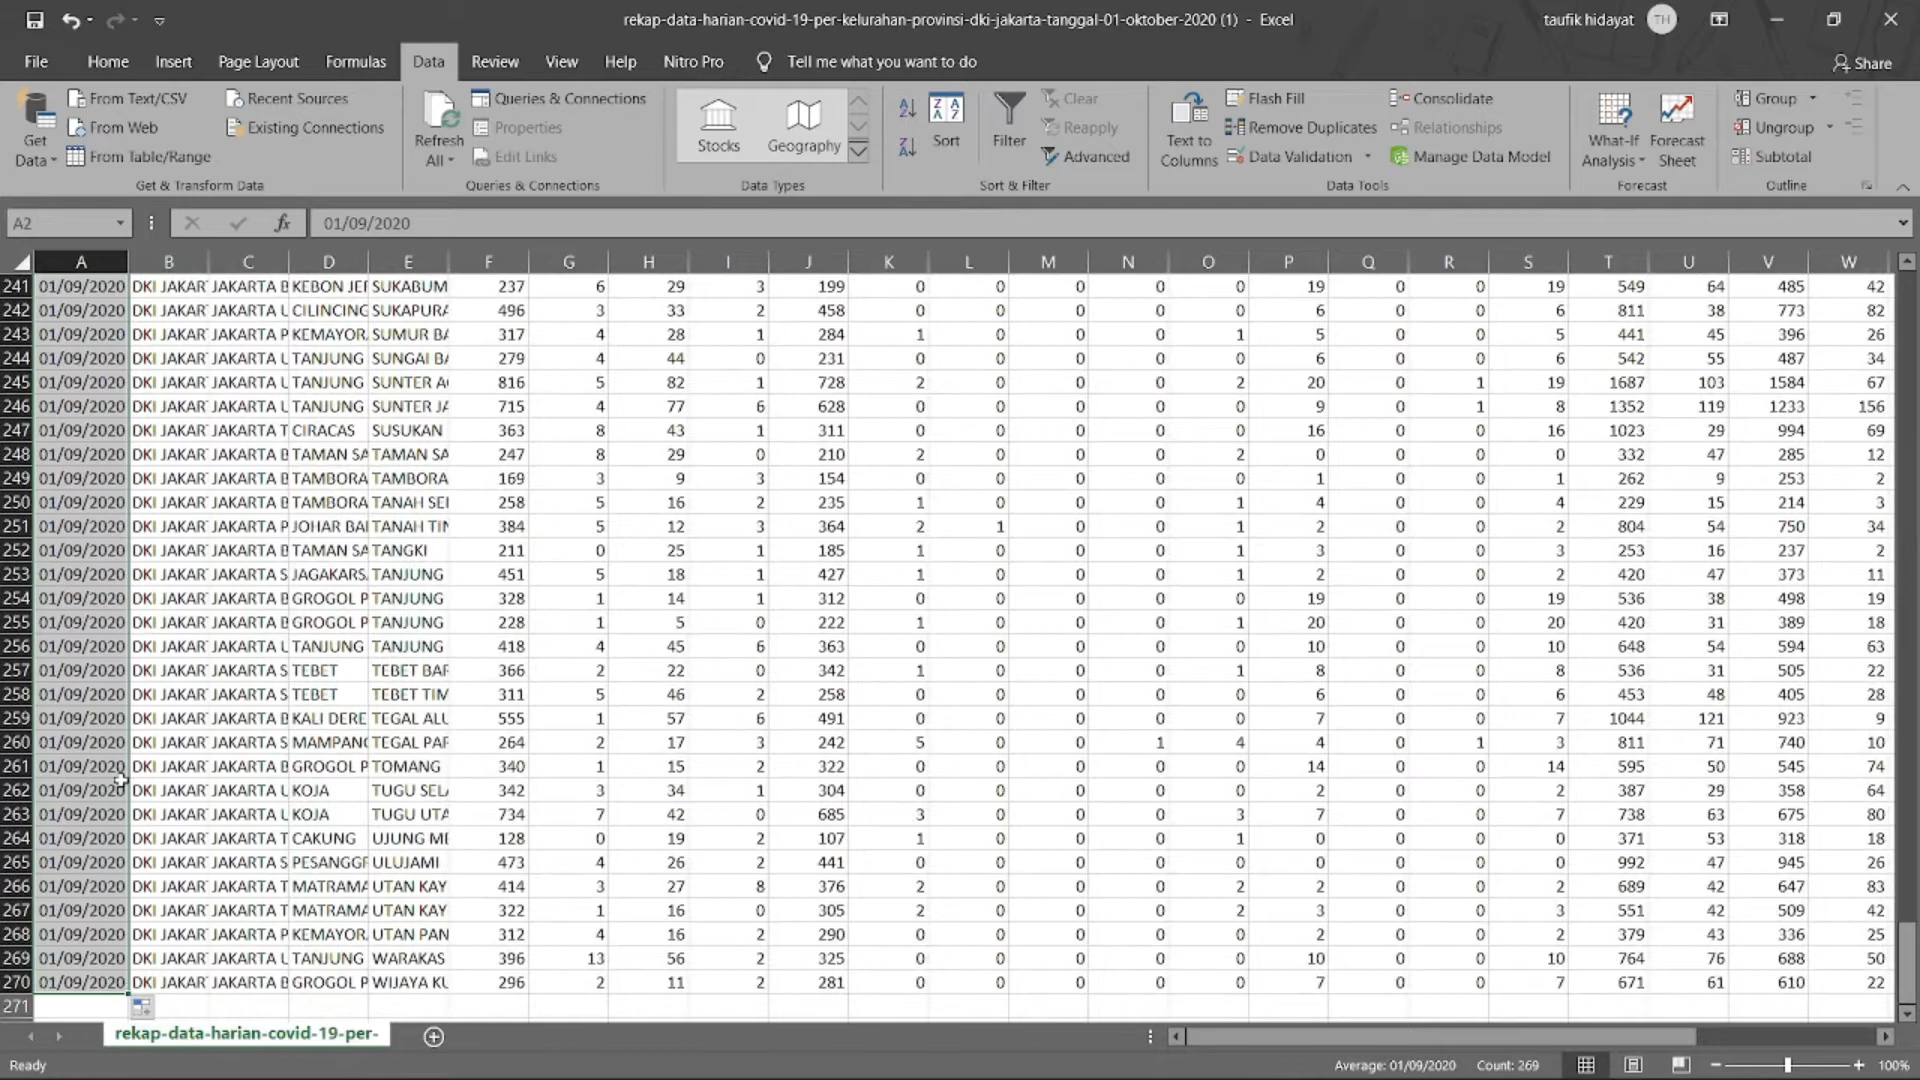 rekap-data-harian-covid-19-per-kelurahan-provinsi-dki-jakarta-tanggal-01-oktober-2020 (1) - Excel
taufik hidayat TH
File Home Insert Page Layout Formulas Data Review View Help Nitro Pro Tell me what you want to do Share
From Text/CSV Recent Sources Queries & Connections Clear Flash Fill Consolidate Group
From Web Existing Connections Properties Reapply Remove Duplicates Relationships Ungroup
From Table/Range Edit Links Advanced Data Validation Manage Data Model Subtotal
Get Data Refresh All Stocks Geography Sort Filter Text to Columns What-If Analysis Forecast Sheet
Get & Transform Data Queries & Connections Data Types Sort & Filter Data Tools Forecast Outline
A2 fx 01/09/2020
A B C D E F G H I J K L M N O P Q R S T U V W
241 01/09/2020 DKI JAKAR JAKARTA B KEBON JEF SUKABUM 237 6 29 3 199 0 0 0 0 0 19 0 0 19 549 64 485 42
242 01/09/2020 DKI JAKAR JAKARTA U CILINCING SUKAPURA 496 3 33 2 458 0 0 0 0 0 6 0 0 6 811 38 773 82
243 01/09/2020 DKI JAKAR JAKARTA P KEMAYOR SUMUR BA 317 4 28 1 284 1 0 0 0 1 5 0 0 5 441 45 396 26
244 01/09/2020 DKI JAKAR JAKARTA U TANJUNG SUNGAI BA 279 4 44 0 231 0 0 0 0 0 6 0 0 6 542 55 487 34
245 01/09/2020 DKI JAKAR JAKARTA U TANJUNG SUNTER A 816 5 82 1 728 2 0 0 0 2 20 0 1 19 1687 103 1584 67
246 01/09/2020 DKI JAKAR JAKARTA U TANJUNG SUNTER JA 715 4 77 6 628 0 0 0 0 0 9 0 1 8 1352 119 1233 156
247 01/09/2020 DKI JAKAR JAKARTA T CIRACAS SUSUKAN 363 8 43 1 311 0 0 0 0 0 16 0 0 16 1023 29 994 69
248 01/09/2020 DKI JAKAR JAKARTA B TAMAN SA TAMAN SA 247 8 29 0 210 2 0 0 0 2 0 0 0 0 332 47 285 12
249 01/09/2020 DKI JAKAR JAKARTA B TAMBORA TAMBORA 169 3 9 3 154 0 0 0 0 0 1 0 0 1 262 9 253 2
250 01/09/2020 DKI JAKAR JAKARTA B TAMBORA TANAH SEI 258 5 16 2 235 1 0 0 0 1 4 0 0 4 229 15 214 3
251 01/09/2020 DKI JAKAR JAKARTA P JOHAR BAI TANAH TIN 384 5 12 3 364 2 1 0 0 1 2 0 0 2 804 54 750 34
252 01/09/2020 DKI JAKAR JAKARTA B TAMAN SA TANGKI 211 0 25 1 185 1 0 0 0 1 3 0 0 3 253 16 237 2
253 01/09/2020 DKI JAKAR JAKARTA S JAGAKARS TANJUNG 451 5 18 1 427 1 0 0 0 1 2 0 0 2 420 47 373 11
254 01/09/2020 DKI JAKAR JAKARTA B GROGOL P TANJUNG 328 1 14 1 312 0 0 0 0 0 19 0 0 19 536 38 498 19
255 01/09/2020 DKI JAKAR JAKARTA B GROGOL P TANJUNG 228 1 5 0 222 1 0 0 0 1 20 0 0 20 420 31 389 18
256 01/09/2020 DKI JAKAR JAKARTA U TANJUNG TANJUNG 418 4 45 6 363 0 0 0 0 0 10 0 0 10 648 54 594 63
257 01/09/2020 DKI JAKAR JAKARTA S TEBET TEBET BAR 366 2 22 0 342 1 0 0 0 1 8 0 0 8 536 31 505 22
258 01/09/2020 DKI JAKAR JAKARTA S TEBET TEBET TIM 311 5 46 2 258 0 0 0 0 0 6 0 0 6 453 48 405 28
259 01/09/2020 DKI JAKAR JAKARTA B KALI DERE TEGAL ALU 555 1 57 6 491 0 0 0 0 0 7 0 0 7 1044 121 923 9
260 01/09/2020 DKI JAKAR JAKARTA S MAMPANG TEGAL PAR 264 2 17 3 242 5 0 0 1 4 4 0 1 3 811 71 740 10
261 01/09/2020 DKI JAKAR JAKARTA B GROGOL P TOMANG 340 1 15 2 322 0 0 0 0 0 14 0 0 14 595 50 545 74
262 01/09/2020 DKI JAKAR JAKARTA U KOJA TUGU SELA 342 3 34 1 304 0 0 0 0 0 2 0 0 2 387 29 358 64
263 01/09/2020 DKI JAKAR JAKARTA U KOJA TUGU UTA 734 7 42 0 685 3 0 0 0 3 7 0 0 7 738 63 675 80
264 01/09/2020 DKI JAKAR JAKARTA T CAKUNG UJUNG ME 128 0 19 2 107 1 0 0 0 1 0 0 0 0 371 53 318 18
265 01/09/2020 DKI JAKAR JAKARTA S PESANGGR ULUJAMI 473 4 26 2 441 0 0 0 0 0 0 0 0 0 992 47 945 26
266 01/09/2020 DKI JAKAR JAKARTA T MATRAMA UTAN KAY 414 3 27 8 376 2 0 0 0 2 2 0 0 2 689 42 647 83
267 01/09/2020 DKI JAKAR JAKARTA T MATRAMA UTAN KAY 322 1 16 0 305 2 0 0 0 2 3 0 0 3 551 42 509 42
268 01/09/2020 DKI JAKAR JAKARTA P KEMAYOR UTAN PAN 312 4 16 2 290 0 0 0 0 0 2 0 0 2 379 43 336 25
269 01/09/2020 DKI JAKAR JAKARTA U TANJUNG WARAKAS 396 13 56 2 325 0 0 0 0 0 10 0 0 10 764 76 688 50
270 01/09/2020 DKI JAKAR JAKARTA B GROGOL P WIJAYA KU 296 2 11 2 281 0 0 0 0 0 7 0 0 7 671 61 610 22
271
rekap-data-harian-covid-19-per-
Ready Average: 01/09/2020 Count: 269 100%